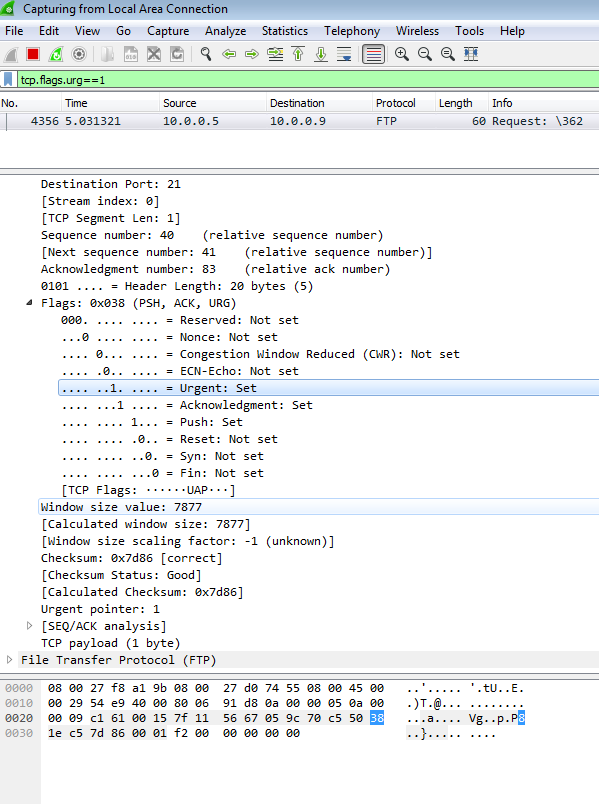 Capturing from Local Area Connection
File Edit View Go Capture Analyze Statistics Telephony Wireless Tools Help
tcp.flags.urg==1
No. Time Source Destination Protocol Length Info
4356 5.031321 10.0.0.5 10.0.0.9 FTP 60 Request: \362
Destination Port: 21
[Stream index: 0]
[TCP Segment Len: 1]
Sequence number: 40 (relative sequence number)
[Next sequence number: 41 (relative sequence number)]
Acknowledgment number: 83 (relative ack number)
0101 .... = Header Length: 20 bytes (5)
Flags: 0x038 (PSH, ACK, URG)
000. .... .... = Reserved: Not set
...0 .... .... = Nonce: Not set
.... 0... .... = Congestion Window Reduced (CWR): Not set
.... .0.. .... = ECN-Echo: Not set
.... ..1. .... = Urgent: Set
.... ...1 .... = Acknowledgment: Set
.... .... 1... = Push: Set
.... .... .0.. = Reset: Not set
.... .... ..0. = Syn: Not set
.... .... ...0 = Fin: Not set
[TCP Flags: ······UAP···]
Window size value: 7877
[Calculated window size: 7877]
[Window size scaling factor: -1 (unknown)]
Checksum: 0x7d86 [correct]
[Checksum Status: Good]
[Calculated Checksum: 0x7d86]
Urgent pointer: 1
[SEQ/ACK analysis]
TCP payload (1 byte)
File Transfer Protocol (FTP)
0000 08 00 27 f8 a1 9b 08 00 27 d0 74 55 08 00 45 00 ..'..... '.tU..E.
0010 00 29 54 e9 40 00 80 06 91 d8 0a 00 00 05 0a 00 .)T.@... ........
0020 00 09 c1 61 00 15 7f 11 56 67 05 9c 70 c5 50 38 ...a.... Vg..p.P8
0030 1e c5 7d 86 00 01 f2 00 00 00 00 00 ..}..... ....